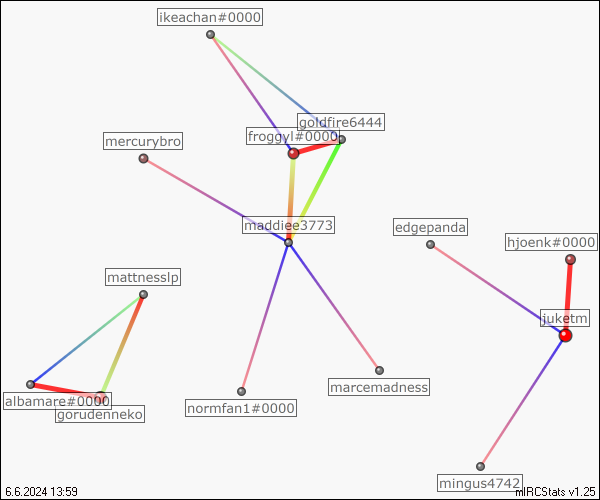 ikeachan#0000
goldfire6444
froggyl#0000
mercurybro
maddiee3773
edgepanda
hjoenk#0000
mattnesslp
juketm
marcemadness
albamare#0000
gorudenneko
normfan1#0000
mingus4742
6.6.2024 13:59
mIRCStats v1.25